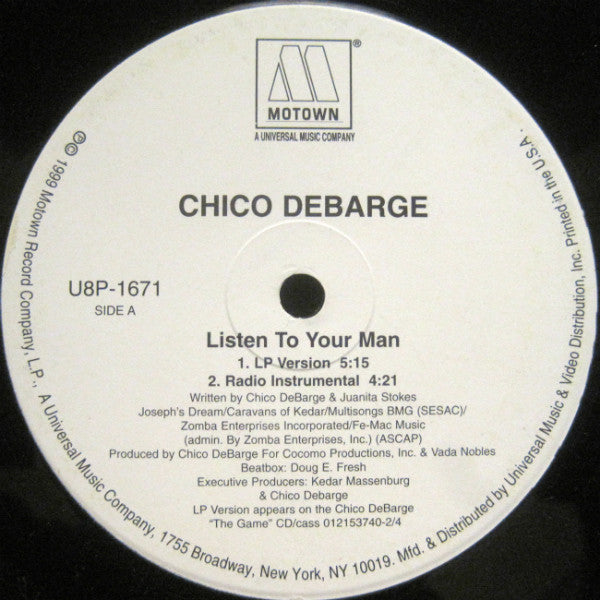 MOTOWN®
A UNIVERSAL MUSIC COMPANY
CHICO DEBARGE
U8P-1671
SIDE A
Listen To Your Man
1. LP Version 5:15
2. Radio Instrumental 4:21
Written by Chico DeBarge & Juanita Stokes
Joseph's Dream/Caravans of Kedar/Multisongs BMG (SESAC)/
Zomba Enterprises Incorporated/Fe-Mac Music
(admin. By Zomba Enterprises, Inc.) (ASCAP)
Produced by Chico DeBarge For Cocomo Productions, Inc. & Vada Nobles
Beatbox: Doug E. Fresh
Executive Producers: Kedar Massenburg
& Chico Debarge
LP Version appears on the Chico DeBarge
"The Game" CD/cass 012153740-2/4
℗ 1999 Motown Record Company, L.P., A Universal Music Company, 1755 Broadway, New York, NY 10019. Mfd. & Distributed by Universal Music & Video Distribution, Inc. Printed in the U.S.A.